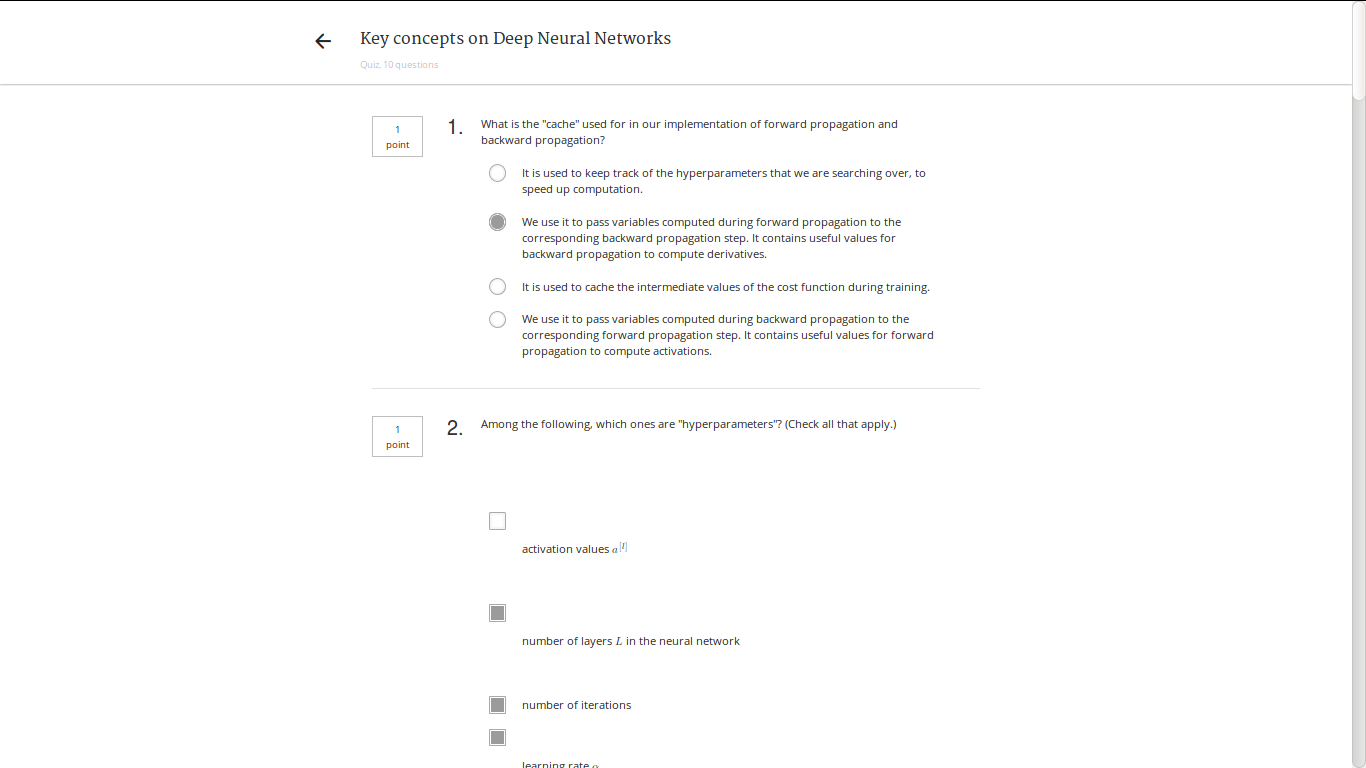 Key concepts on Deep Neural Networks
Quiz, 10 questions
1
point
1.
What is the "cache" used for in our implementation of forward propagation and
backward propagation?
It is used to keep track of the hyperparameters that we are searching over, to
speed up computation.
We use it to pass variables computed during forward propagation to the
corresponding backward propagation step. It contains useful values for
backward propagation to compute derivatives.
It is used to cache the intermediate values of the cost function during training.
We use it to pass variables computed during backward propagation to the
corresponding forward propagation step. It contains useful values for forward
propagation to compute activations.
1
point
2.
Among the following, which ones are "hyperparameters"? (Check all that apply.)
activation values a[l]
number of layers L in the neural network
number of iterations
learning rate α